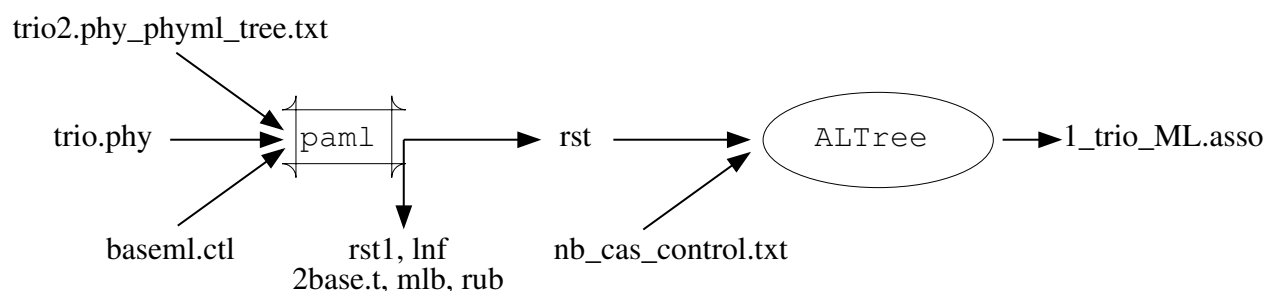 trio2.phy_phyml_tree.txt
trio.phy
paml
rst
ALTree
1_trio_ML.asso
baseml.ctl
rst1, lnf
2base.t, mlb, rub
nb_cas_control.txt